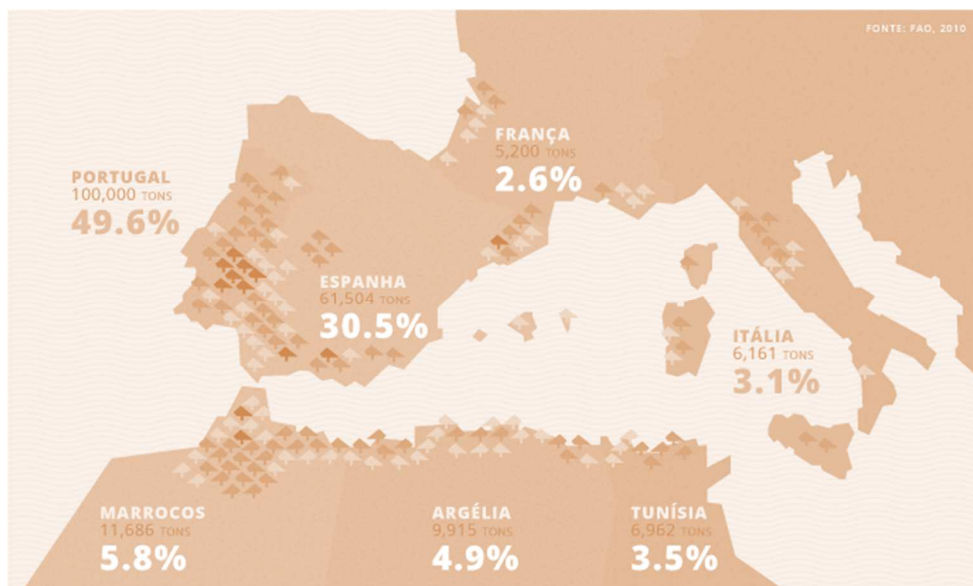 FONTE: FAO, 2010
FRANÇA
5,200 TONS
2.6%
PORTUGAL
100,000 TONS
49.6%
ESPANHA
61,504 TONS
30.5%
ITÁLIA
6,161 TONS
3.1%
MARROCOS
11,686 TONS
5.8%
ARGÉLIA
9,915 TONS
4.9%
TUNÍSIA
6,962 TONS
3.5%